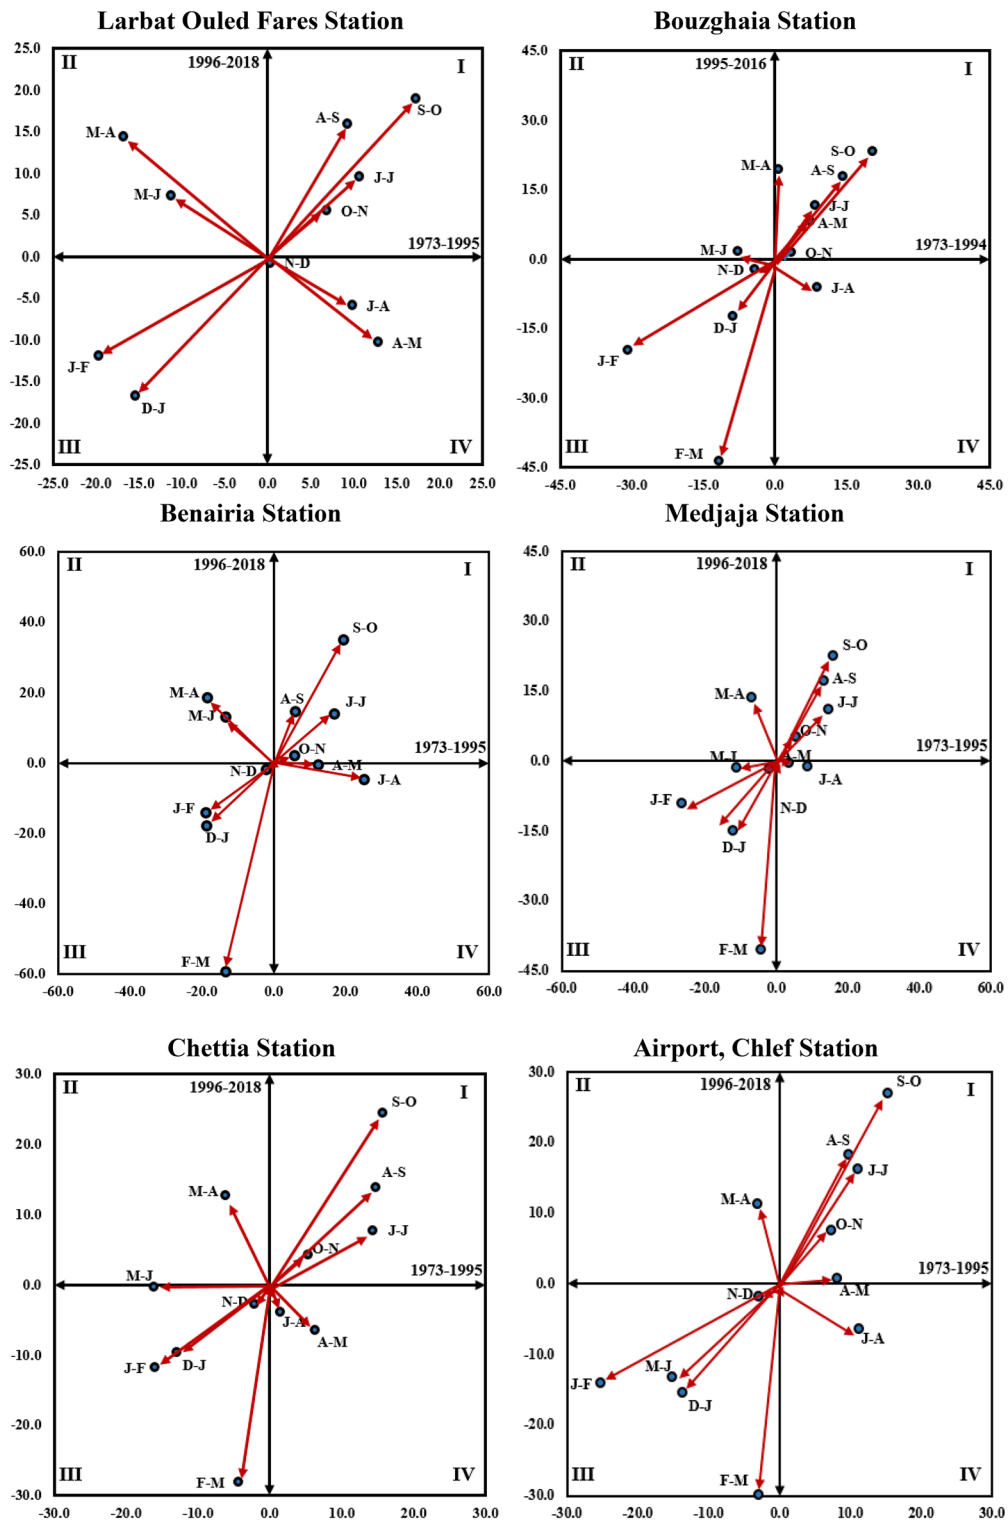 Larbat Ouled Fares Station
25.0
II
1996-2018
I
20.0
A-S
S-O
15.0
M-A
10.0
M-J
J-J
5.0
O-N
1973-1995
0.0
N-D
-5.0
J-A
-10.0
A-M
J-F
-15.0
D-J
-20.0
III
IV
-25.0
-25.0 -20.0 -15.0 -10.0 -5.0 0.0 5.0 10.0 15.0 20.0 25.0
Bouzghaia Station
45.0
II
1995-2016
I
30.0
S-O
M-A
A-S
15.0
J-J
A-M
M-J
O-N
1973-1994
0.0
N-D
J-A
D-J
-15.0
J-F
-30.0
F-M
III
IV
-45.0
-45.0 -30.0 -15.0 0.0 15.0 30.0 45.0
Benairia Station
60.0
II
1996-2018
I
40.0
S-O
20.0
M-A
A-S
J-J
M-J
O-N
1973-1995
0.0
N-D
A-M
J-A
J-F
-20.0
D-J
-40.0
III
IV
F-M
-60.0
-60.0 -40.0 -20.0 0.0 20.0 40.0 60.0
Medjaja Station
45.0
II
1996-2018
I
30.0
S-O
A-S
15.0
M-A
J-J
O-N
1973-1995
0.0
M-J
A-M
J-A
J-F
N-D
-15.0
D-J
-30.0
F-M
III
IV
-45.0
-60.0 -40.0 -20.0 0.0 20.0 40.0 60.0
Chettia Station
30.0
II
1996-2018
I
S-O
20.0
A-S
M-A
10.0
J-J
O-N
M-J
1973-1995
0.0
N-D
J-A
A-M
-10.0
J-F
D-J
-20.0
III
IV
F-M
-30.0
-30.0 -20.0 -10.0 0.0 10.0 20.0 30.0
Airport, Chlef Station
30.0
II
1996-2018
I
S-O
20.0
A-S
J-J
10.0
M-A
O-N
1973-1995
0.0
N-D
A-M
J-A
-10.0
M-J
J-F
D-J
-20.0
F-M
III
IV
-30.0
-30.0 -20.0 -10.0 0.0 10.0 20.0 30.0